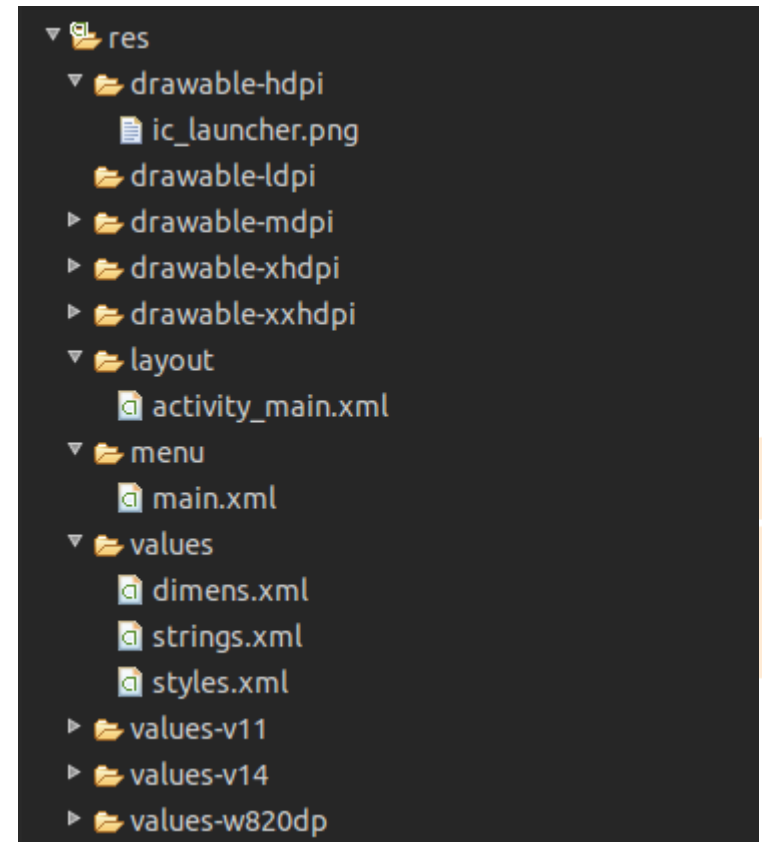 res
drawable-hdpi
ic_launcher.png
drawable-ldpi
drawable-mdpi
drawable-xhdpi
drawable-xxhdpi
layout
activity_main.xml
menu
main.xml
values
dimens.xml
strings.xml
styles.xml
values-v11
values-v14
values-w820dp